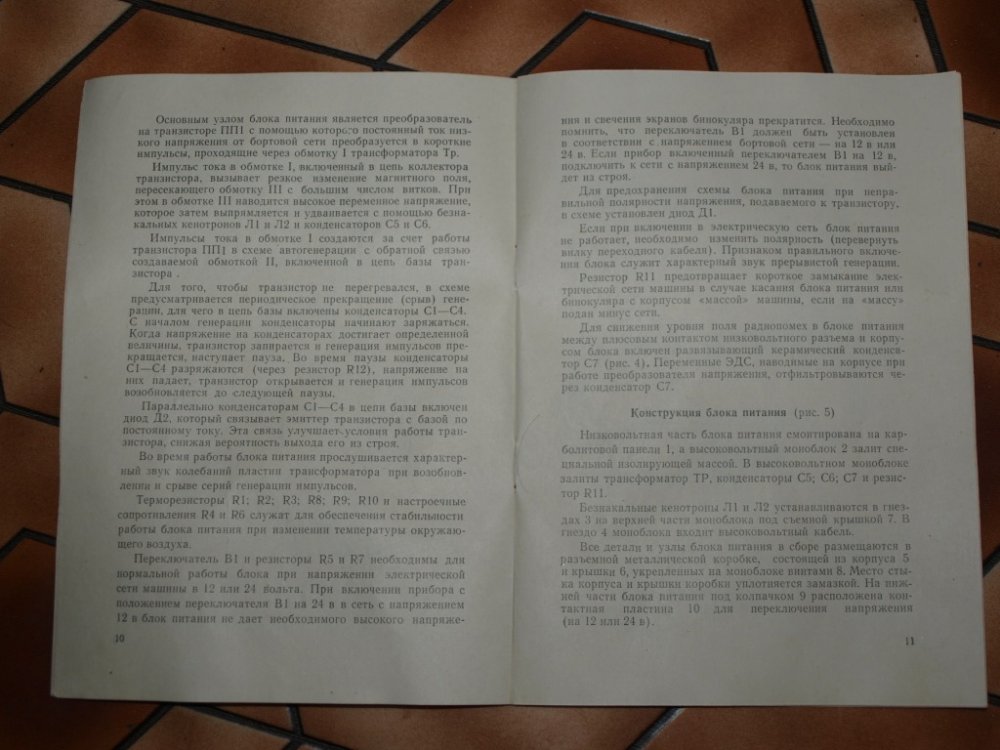 Основным узлом блока питания является преобразователь
на транзисторе ПП1 с помощью которого постоянный ток низ-
кого напряжения от бортовой сети преобразуется в короткие
импульсы, проходящие через обмотку I трансформатора Тр.
Импульс тока в обмотке I, включенный в цепь коллектора
транзистора, вызывает резкое изменение магнитного поля,
пересекающего обмотку III с большим числом витков. При
этом в обмотке III наводится высокое переменное напряжение,
которое затем выпрямляется и удваивается с помощью безна-
кальных кенотронов Л1 и Л2 и конденсаторов С5 и С6.
Импульсы тока в обмотке I создаются за счет работы
транзистора ПП1 в схеме автогенерации с обратной связью
создаваемой обмоткой II, включенной в цепь базы тран-
зистора .
Для того, чтобы транзистор не перегревался, в схеме
предусматривается периодическое прекращение (срыв) гене-
рации, для чего в цепь базы включены конденсаторы С1—С4.
С началом генерации конденсаторы начинают заряжаться.
Когда напряжение на конденсаторах достигает определенной
величины, транзистор запирается и генерация импульсов пре-
кращается, наступает пауза. Во время паузы конденсаторы
С1—С4 разряжаются (через резистор R12), напряжение на
них падает, транзистор открывается и генерация импульсов
возобновляется до следующей паузы.
Параллельно конденсаторам С1—С4 в цепи базы включен
диод Д2, который связывает эмиттер транзистора с базой по
постоянному току. Эта связь улучшает условия работы тран-
зистора, снижая вероятность выхода его из строя.
Во время работы блока питания прослушивается характер-
ный звук колебаний пластин трансформатора при возобнов-
лении и срыве серий генерации импульсов.
Терморезисторы R1; R2; R3; R8; R9; R10 и настроечные
сопротивления R4 и R6 служат для обеспечения стабильности
работы блока питания при изменении температуры окружаю-
щего воздуха.
Переключатель В1 и резисторы R5 и R7 необходимы для
нормальной работы блока при напряжении электрической
сети машины в 12 или 24 вольта. При включении прибора с
положением переключателя В1 на 24 в в сеть с напряжением
12 в блок питания не дает необходимого высокого напряже-
10
ния и свечения экранов бинокуляра прекратится. Необходимо
помнить, что переключатель В1 должен быть установлен
в соответствии с напряжением бортовой сети — на 12 в или
24 в. Если прибор включенный переключателем В1 на 12 в,
подключить к сети с напряжением 24 в, то блок питания вый-
дет из строя.
Для предохранения схемы блока питания при непра-
вильной полярности напряжения, подаваемого к транзистору,
в схеме установлен диод Д1.
Если при включении в электрическую сеть блок питания
не работает, необходимо изменить полярность (перевернуть
вилку переходного кабеля). Признаком правильного включе-
ния блока служит характерный звук прерывистой генерации.
Резистор R11 предотвращает короткое замыкание элек-
трической сети машины в случае касания блока питания или
бинокуляра с корпусом «массой» машины, если на «массу»
подан минус сети.
Для снижения уровня поля радиопомех в блоке питания
между плюсовым контактом низковольтного разъема и корпу-
сом блока включен развязывающий керамический конденса-
тор С7 (рис. 4). Переменные ЭДС, наводимые на корпусе при
работе преобразователя напряжения, отфильтровываются че-
рез конденсатор С7.
Конструкция блока питания (рис. 5)
Низковольтная часть блока питания смонтирована на кар-
болитовой панели 1, а высоковольтный моноблок 2 залит спе-
циальной изолирующей массой. В высоковольтном моноблоке
залиты трансформатор ТР, конденсаторы С5; С6; С7 и резис-
тор R11.
Безнакальные кенотроны Л1 и Л2 устанавливаются в гнез-
дах 3 на верхней части моноблока под съемной крышкой 7. В
гнездо 4 моноблока входит высоковольтный кабель.
Все детали и узлы блока питания в сборе размещаются в
разъемной металлической коробке, состоящей из корпуса 5
и крышки 6, укрепленных на моноблоке винтами 8. Место сты-
ка корпуса и крышки коробки уплотняется замазкой. На ниж-
ней части блока питания под колпачком 9 расположена кон-
тактная пластина 10 для переключения напряжения
(на 12 или 24 в).
11